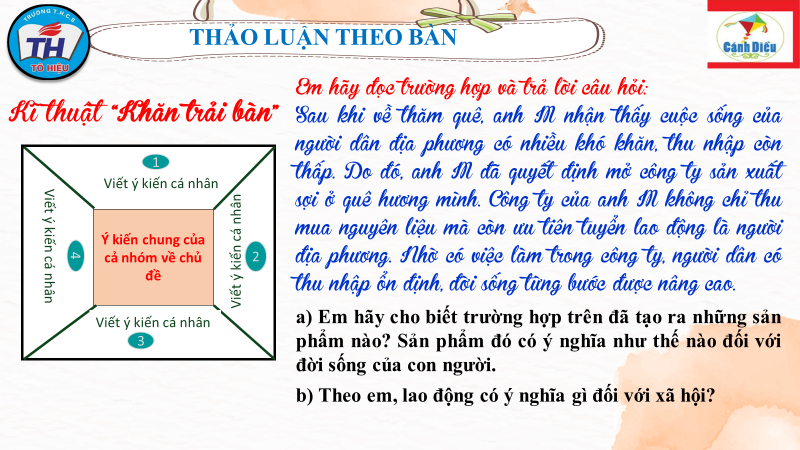 TRƯỜNG T.H.C.S
TH
TÔ HIỆU
THẢO LUẬN THEO BÀN
Cánh Diều
Kĩ thuật “Khăn trải bàn”
1
Viết ý kiến cá nhân
Viết ý kiến cá nhân
4
Ý kiến chung của
cả nhóm về chủ
đề
Viết ý kiến cá nhân
2
Viết ý kiến cá nhân
3
Em hãy đọc trường hợp và trả lời câu hỏi:
Sau khi về thăm quê, anh M nhận thấy cuộc sống của
người dân địa phương có nhiều khó khăn, thu nhập còn
thấp. Do đó, anh M đã quyết định mở công ty sản xuất
sợi ở quê hương mình. Công ty của anh M không chỉ thu
mua nguyên liệu mà còn ưu tiên tuyển lao động là người
địa phương. Nhờ có việc làm trong công ty, người dân có
thu nhập ổn định, đời sống từng bước được nâng cao.
a) Em hãy cho biết trường hợp trên đã tạo ra những sản
phẩm nào? Sản phẩm đó có ý nghĩa như thế nào đối với
đời sống của con người.
b) Theo em, lao động có ý nghĩa gì đối với xã hội?